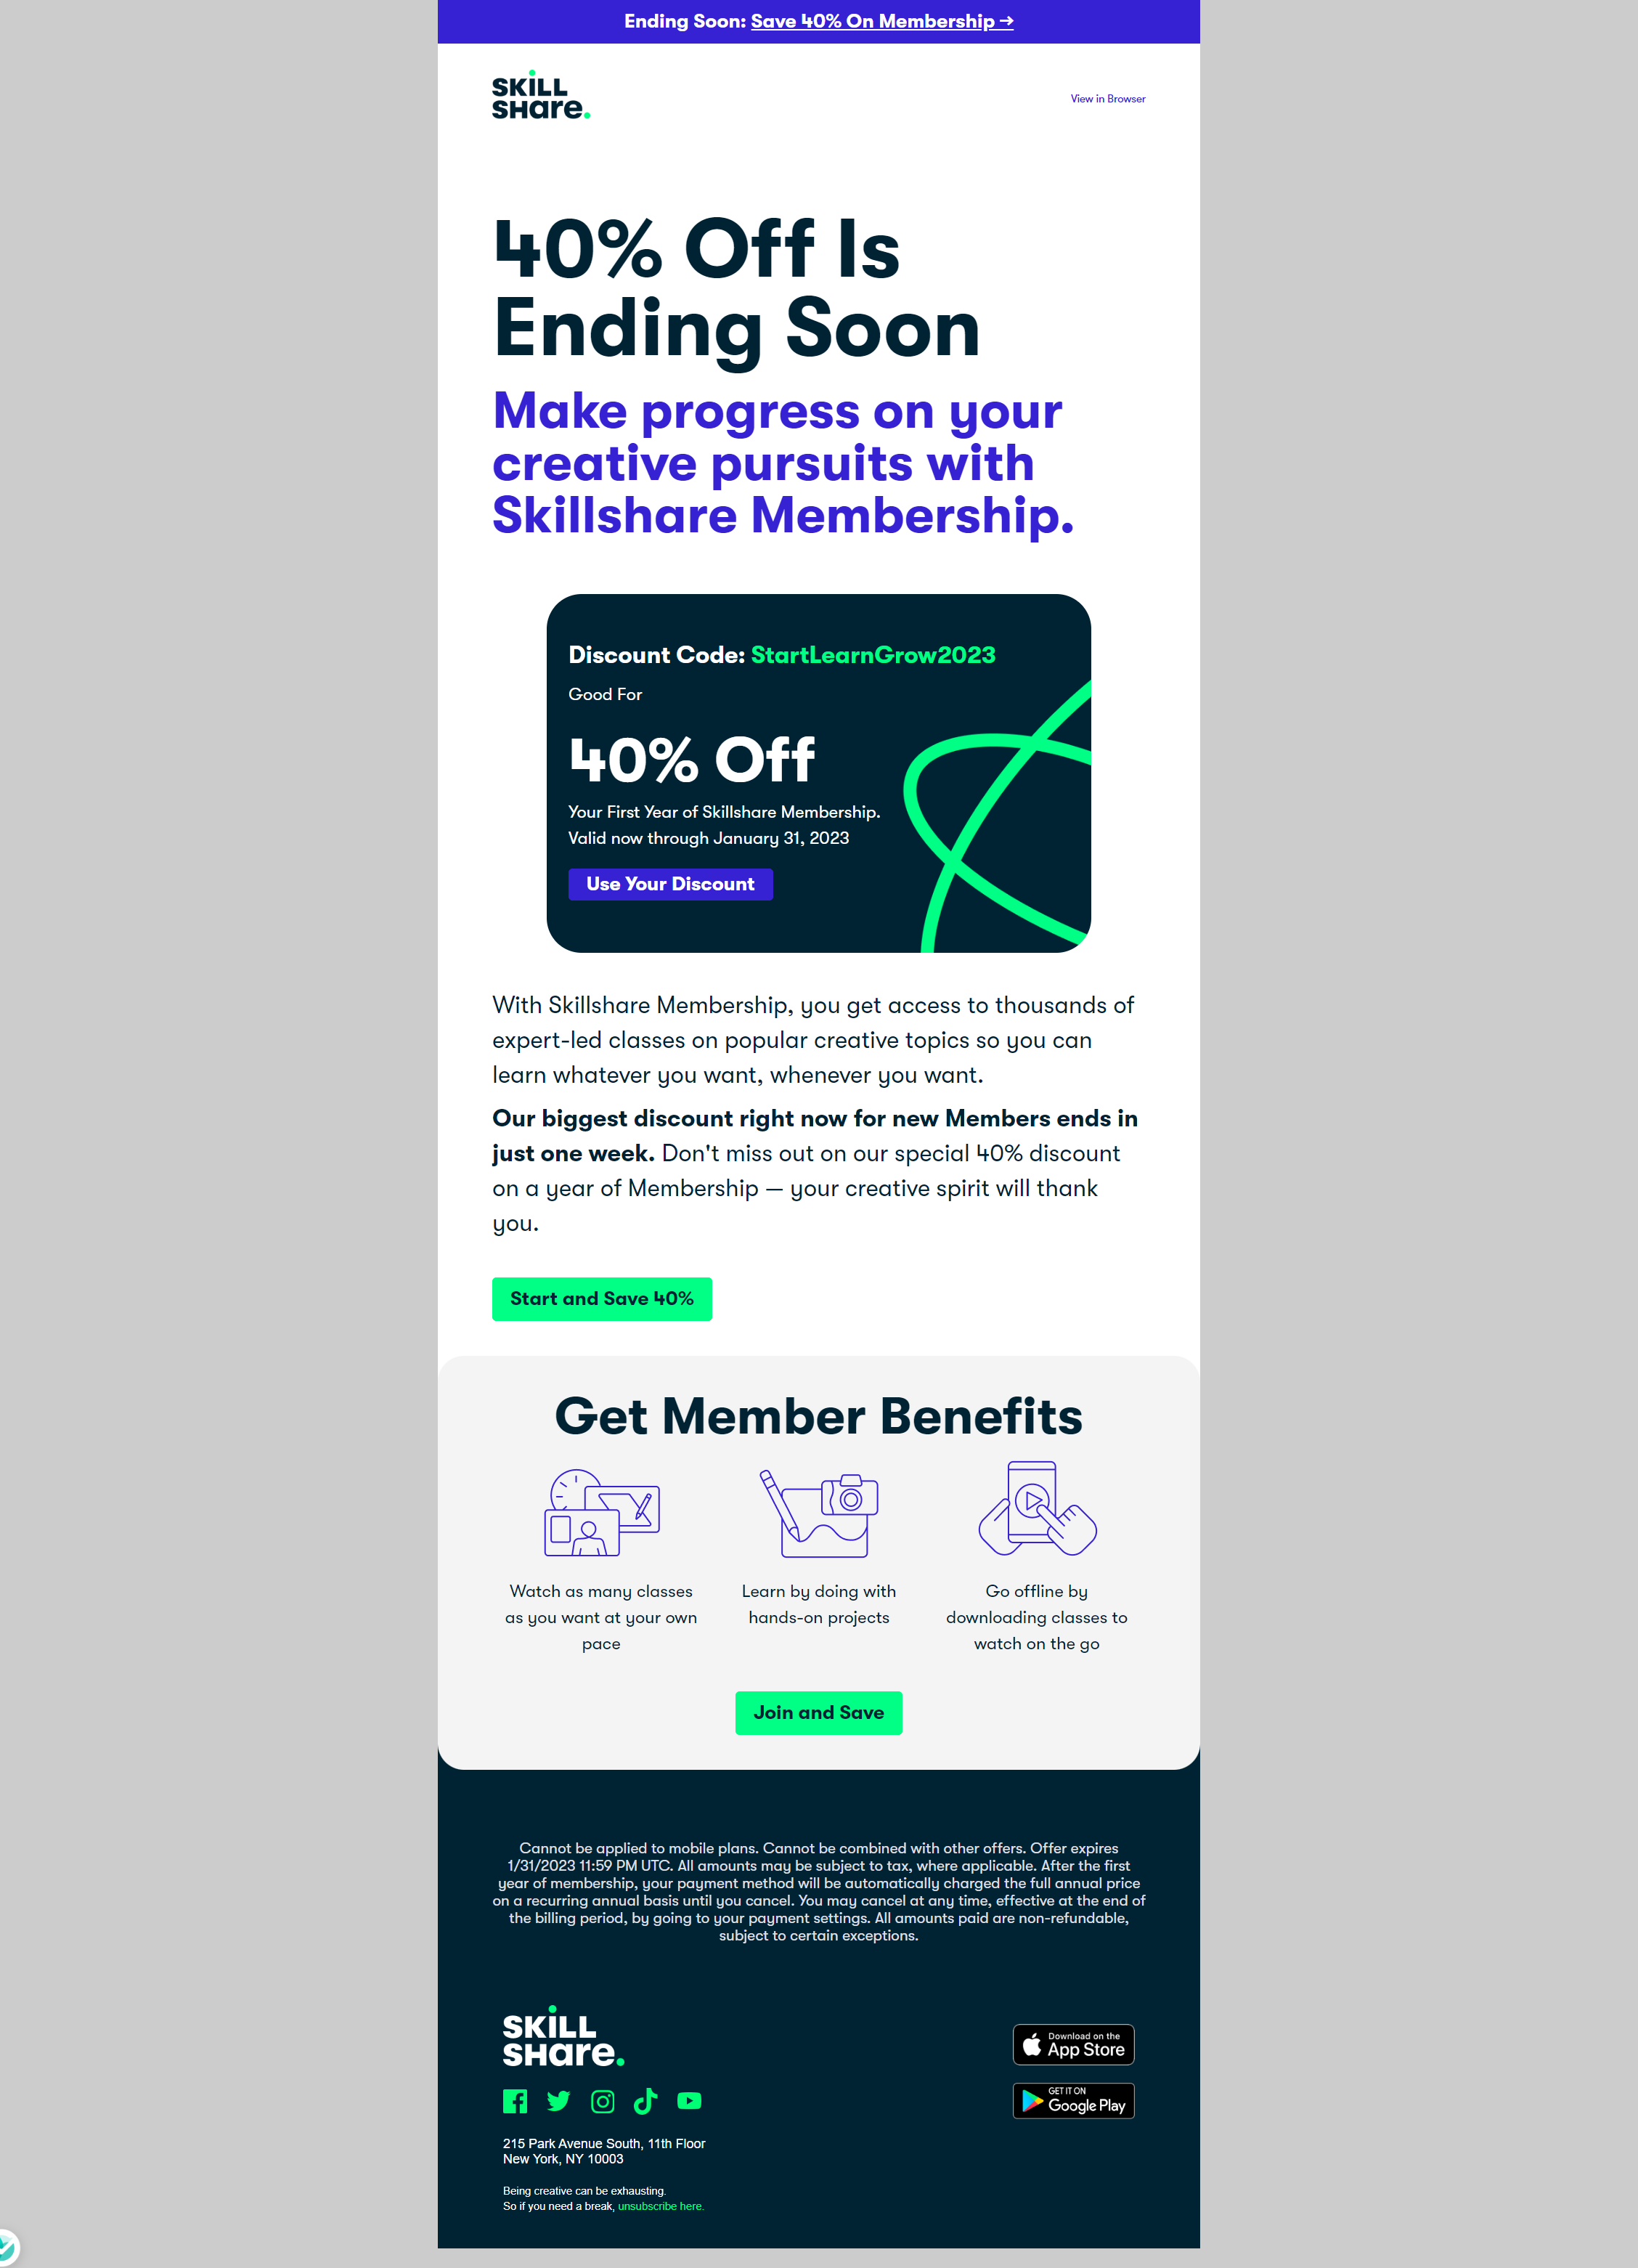 Ending Soon: Save 40% On Membership →
SKILL
SHare.
View in Browser
40% Off Is
Ending Soon
Make progress on your
creative pursuits with
Skillshare Membership.
Discount Code: StartLearnGrow2023
Good For
40% Off
Your First Year of Skillshare Membership.
Valid now through January 31, 2023
Use Your Discount
With Skillshare Membership, you get access to thousands of
expert-led classes on popular creative topics so you can
learn whatever you want, whenever you want.
Our biggest discount right now for new Members ends in
just one week. Don't miss out on our special 40% discount
on a year of Membership — your creative spirit will thank
you.
Start and Save 40%
Get Member Benefits
Watch as many classes
as you want at your own
pace
Learn by doing with
hands-on projects
Go offline by
downloading classes to
watch on the go
Join and Save
Cannot be applied to mobile plans. Cannot be combined with other offers. Offer expires
1/31/2023 11:59 PM UTC. All amounts may be subject to tax, where applicable. After the first
year of membership, your payment method will be automatically charged the full annual price
on a recurring annual basis until you cancel. You may cancel at any time, effective at the end of
the billing period, by going to your payment settings. All amounts paid are non-refundable,
subject to certain exceptions.
SKILL
SHare.
Download on the
App Store
GET IT ON
Google Play
215 Park Avenue South, 11th Floor
New York, NY 10003
Being creative can be exhausting.
So if you need a break, unsubscribe here.